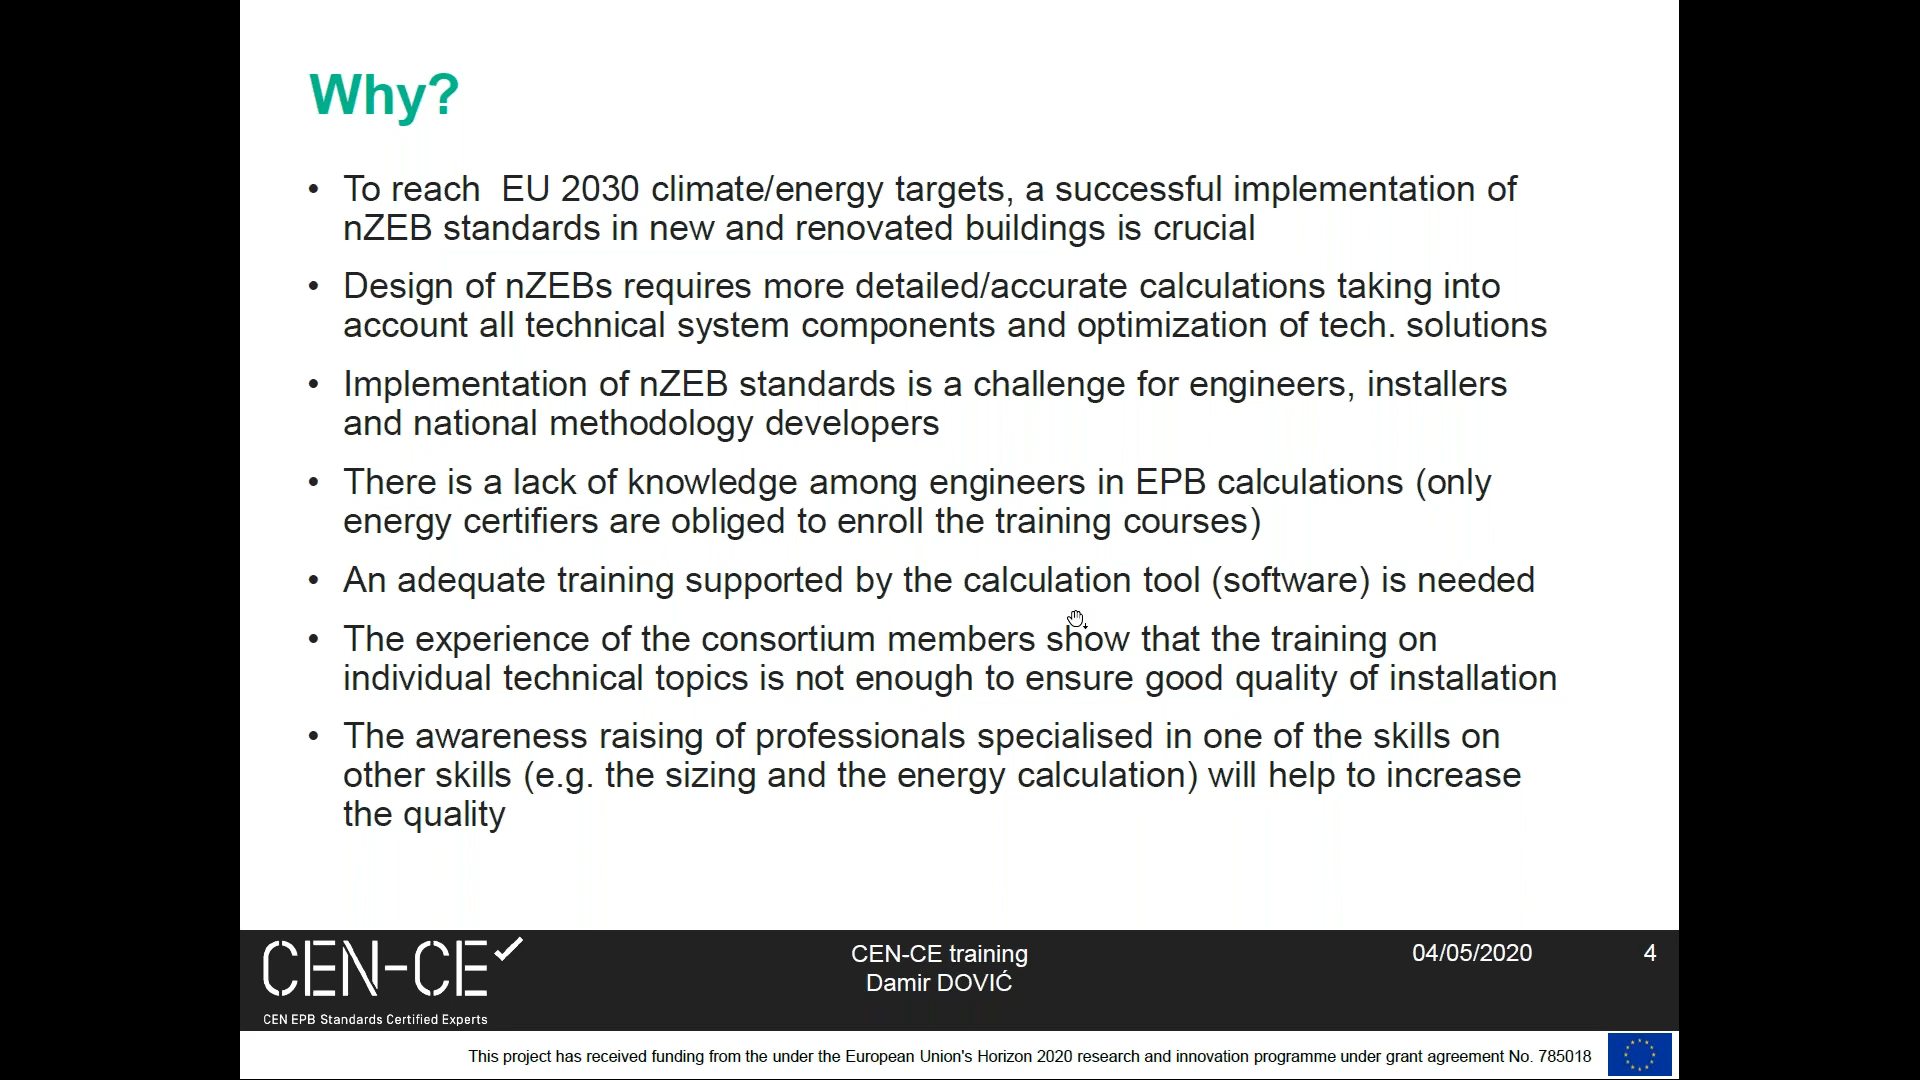 Why?
• To reach  EU 2030 climate/energy targets, a successful implementation of
nZEB standards in new and renovated buildings is crucial
• Design of nZEBs requires more detailed/accurate calculations taking into
account all technical system components and optimization of tech. solutions
• Implementation of nZEB standards is a challenge for engineers, installers
and national methodology developers
• There is a lack of knowledge among engineers in EPB calculations (only
energy certifiers are obliged to enroll the training courses)
• An adequate training supported by the calculation tool (software) is needed
• The experience of the consortium members show that the training on
individual technical topics is not enough to ensure good quality of installation
• The awareness raising of professionals specialised in one of the skills on
other skills (e.g. the sizing and the energy calculation) will help to increase
the quality
CEN-CE
CEN EPB Standards Certified Experts
CEN-CE training
Damir DOVIĆ
04/05/2020
4
This project has received funding from the under the European Union's Horizon 2020 research and innovation programme under grant agreement No. 785018